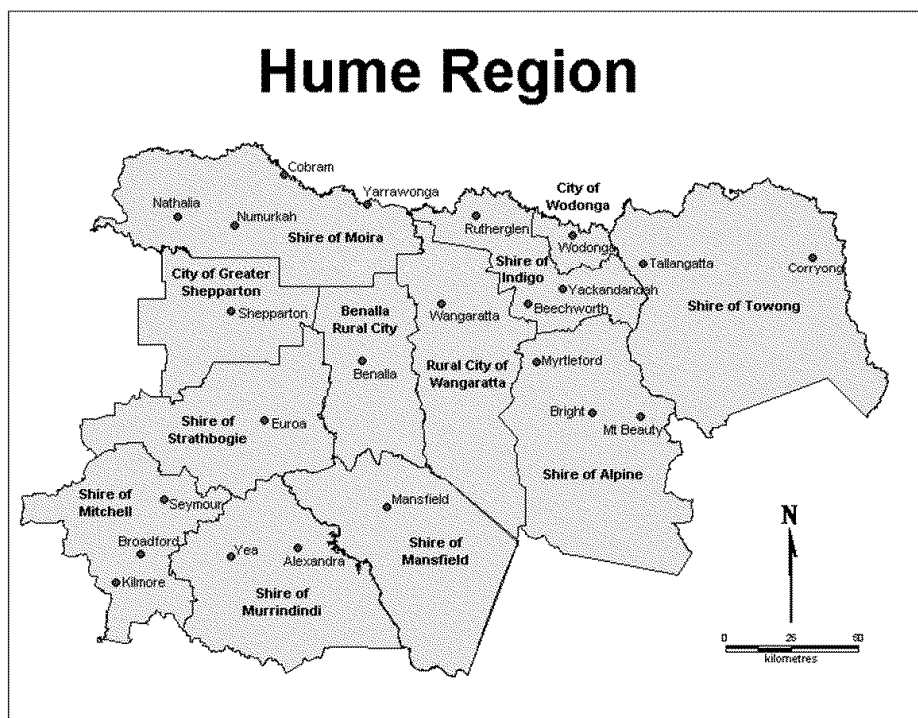 Hume Region
Cobram
Yarrawonga
Nathalia
Numurkah
Shire of Moira
Rutherglen
City of
Wodonga
Wodonga
Tallangatta
Corryong
City of Greater
Shepparton
Shepparton
Shire of
Indigo
Yackandandah
Beechworth
Shire of Towong
Benalla
Rural City
Benalla
Wangaratta
Rural City of
Wangaratta
Myrtleford
Bright
Mt Beauty
Shire of Alpine
Shire of
Strathbogie
Euroa
Shire of
Mitchell
Seymour
Broadford
Kilmore
Yea
Alexandra
Shire of
Murrindindi
Mansfield
Shire of
Mansfield
N
0 25 50
kilometres